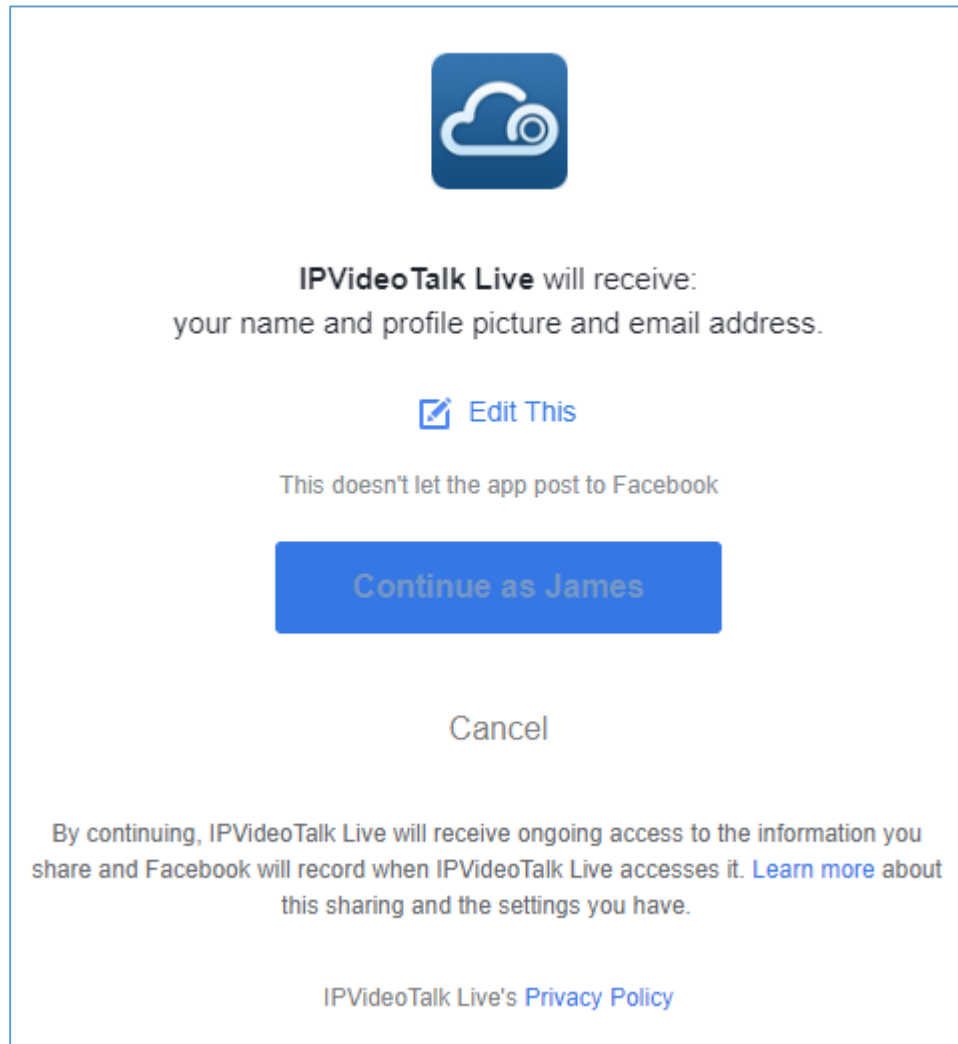 IPVideoTalk Live will receive:
your name and profile picture and email address.
Edit This
This doesn't let the app post to Facebook
Continue as James
Cancel
By continuing, IPVideoTalk Live will receive ongoing access to the information you
share and Facebook will record when IPVideoTalk Live accesses it. Learn more about
this sharing and the settings you have.
IPVideoTalk Live's Privacy Policy